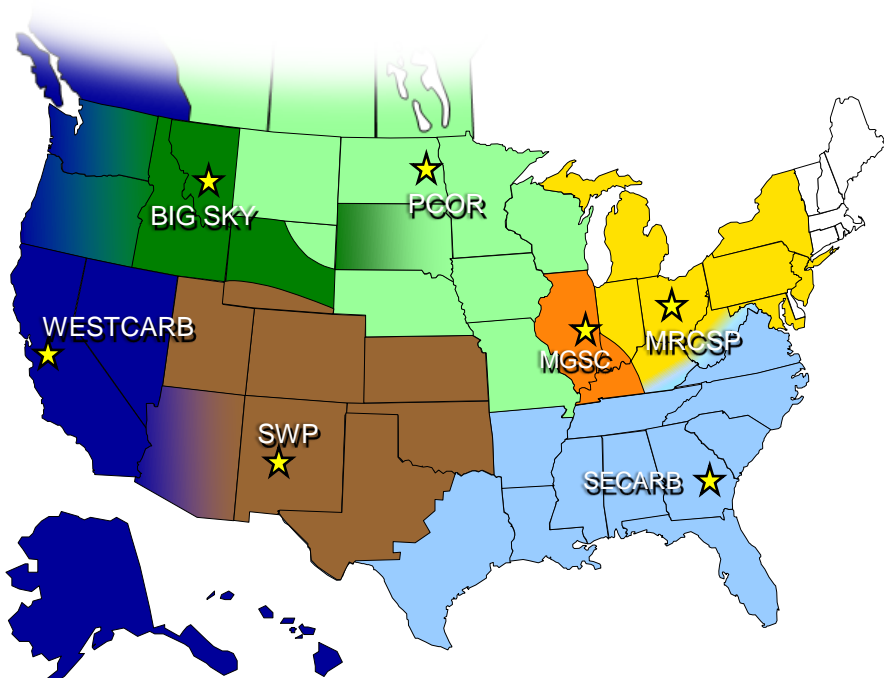 PCOR
BIG SKY
WESTCARB
MRCSP
MGSC
SWP
SECARB